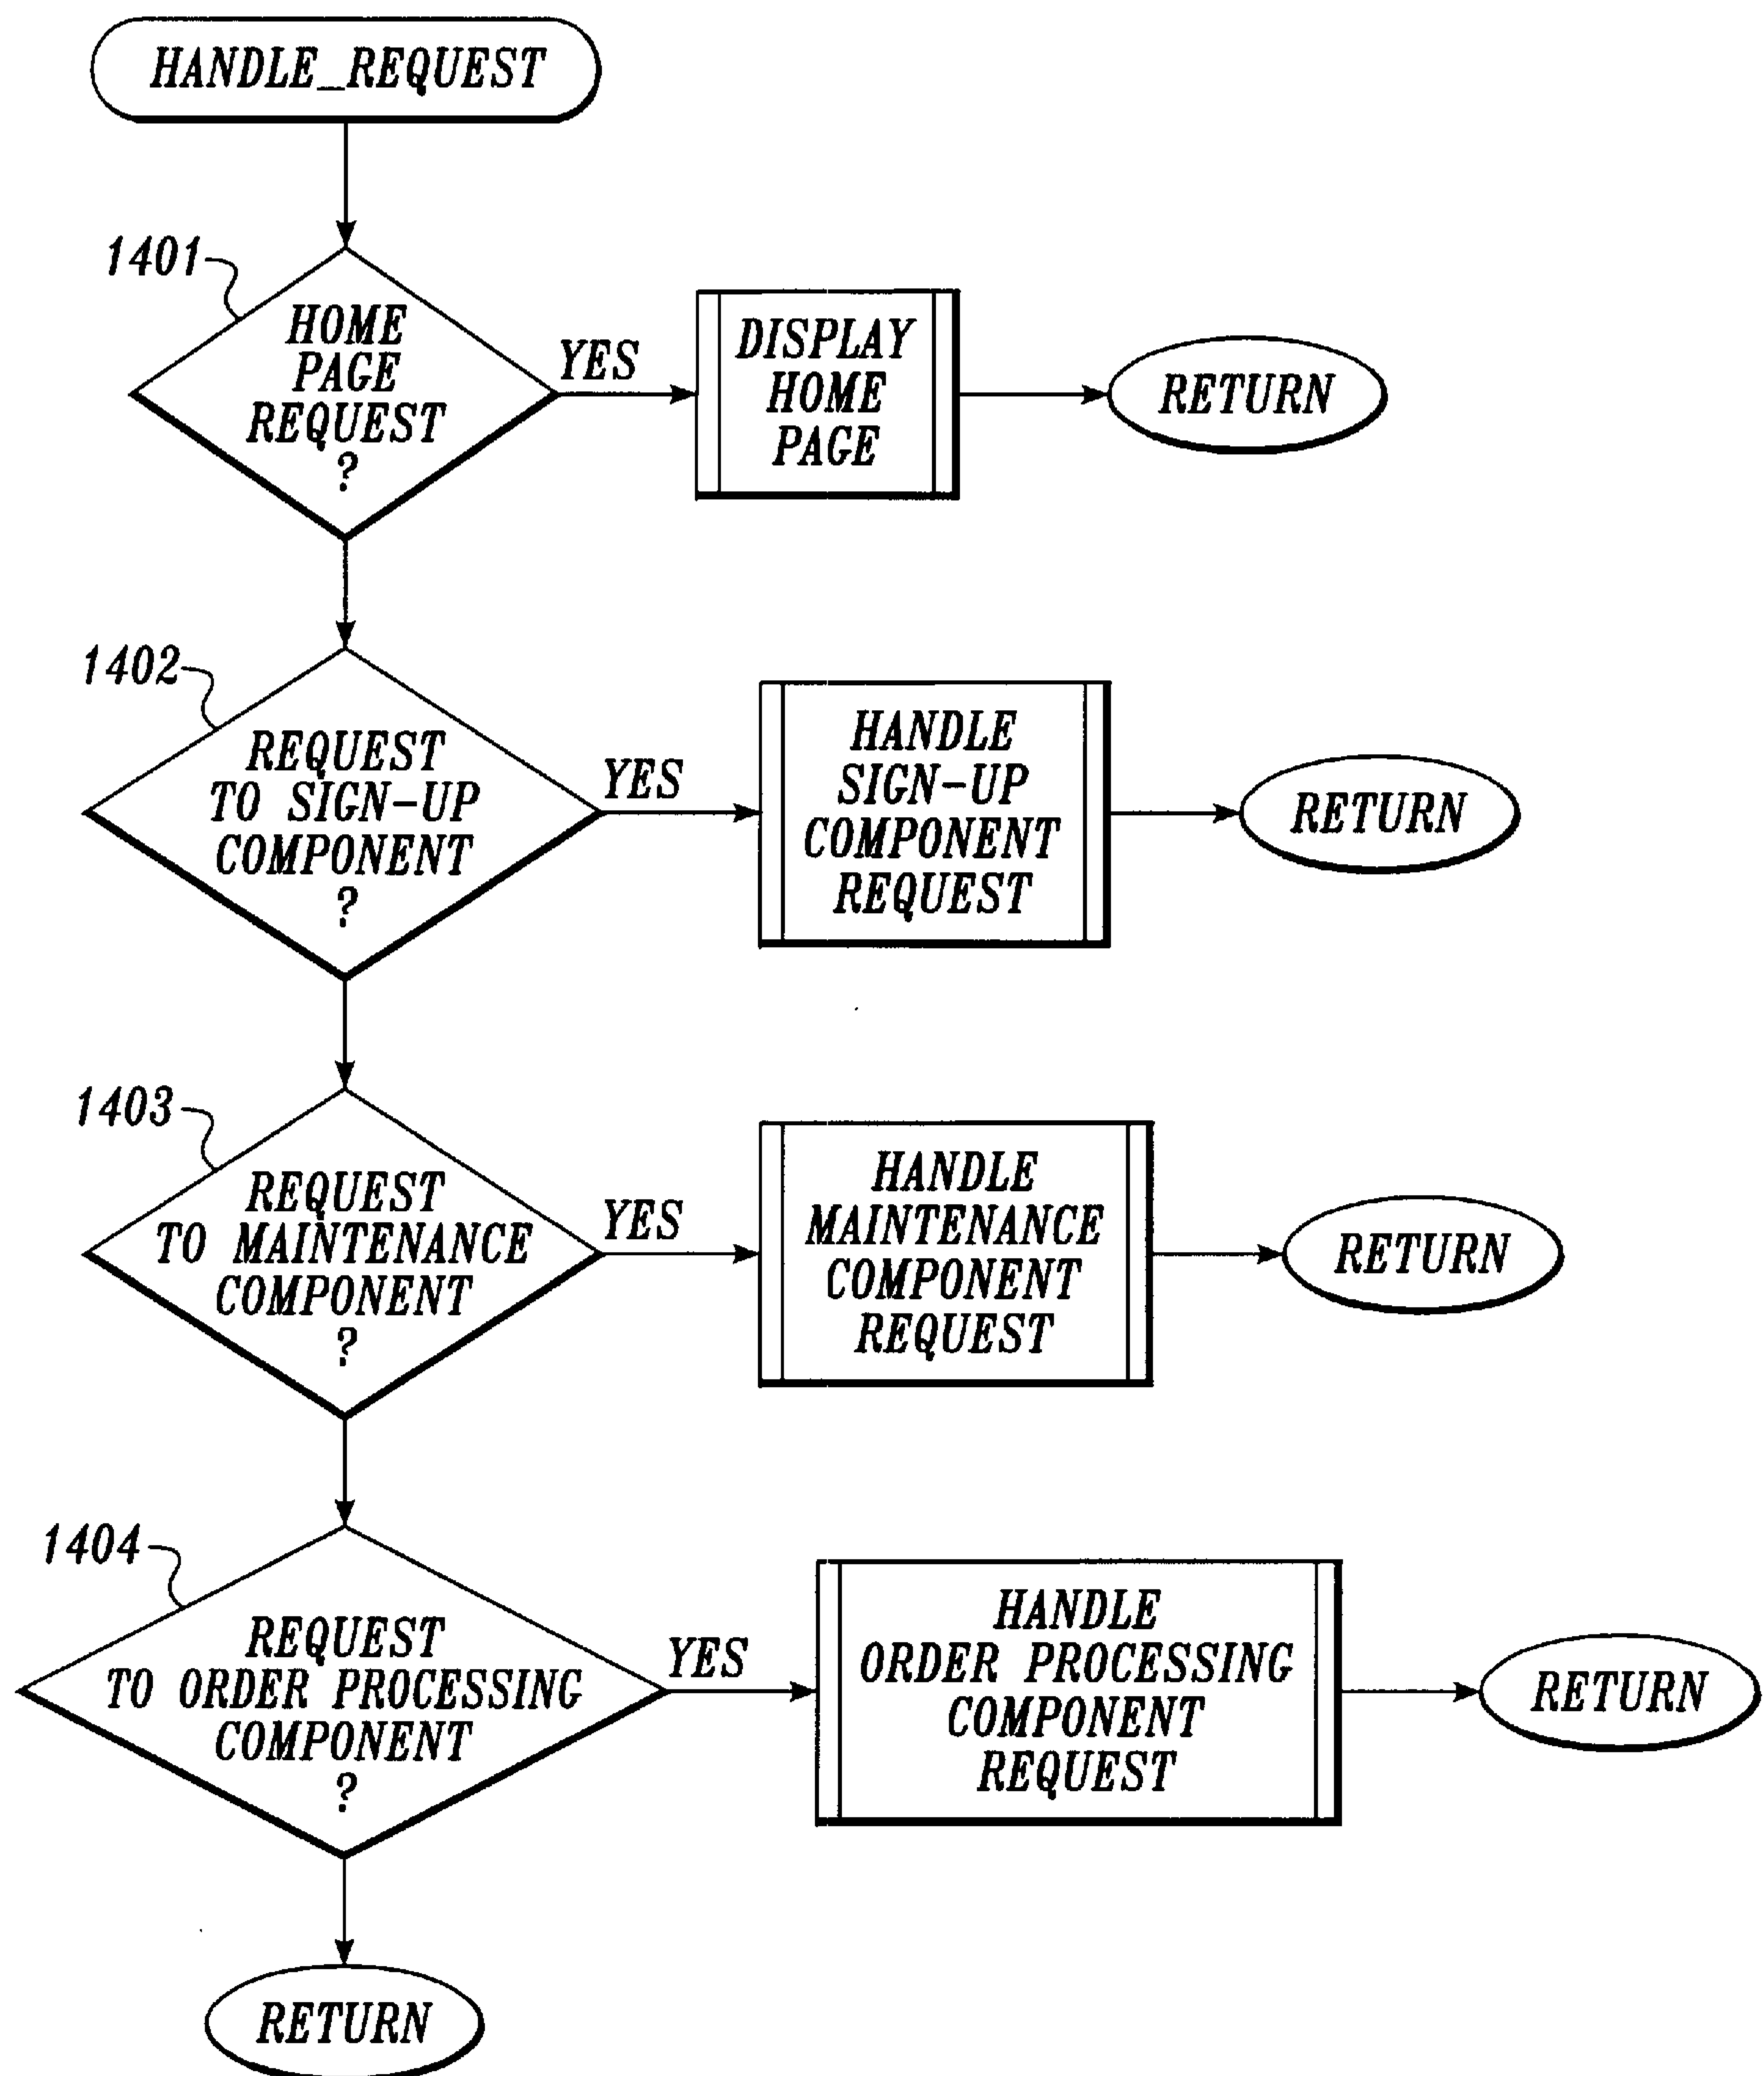 HANDLE_REQUEST
1401
HOME
PAGE
REQUEST
?
YES
DISPLAY
HOME
PAGE
RETURN
1402
REQUEST
TO SIGN-UP
COMPONENT
?
YES
HANDLE
SIGN-UP
COMPONENT
REQUEST
RETURN
1403
REQUEST
TO MAINTENANCE
COMPONENT
?
YES
HANDLE
MAINTENANCE
COMPONENT
REQUEST
RETURN
1404
REQUEST
TO ORDER PROCESSING
COMPONENT
?
YES
HANDLE
ORDER PROCESSING
COMPONENT
REQUEST
RETURN
RETURN